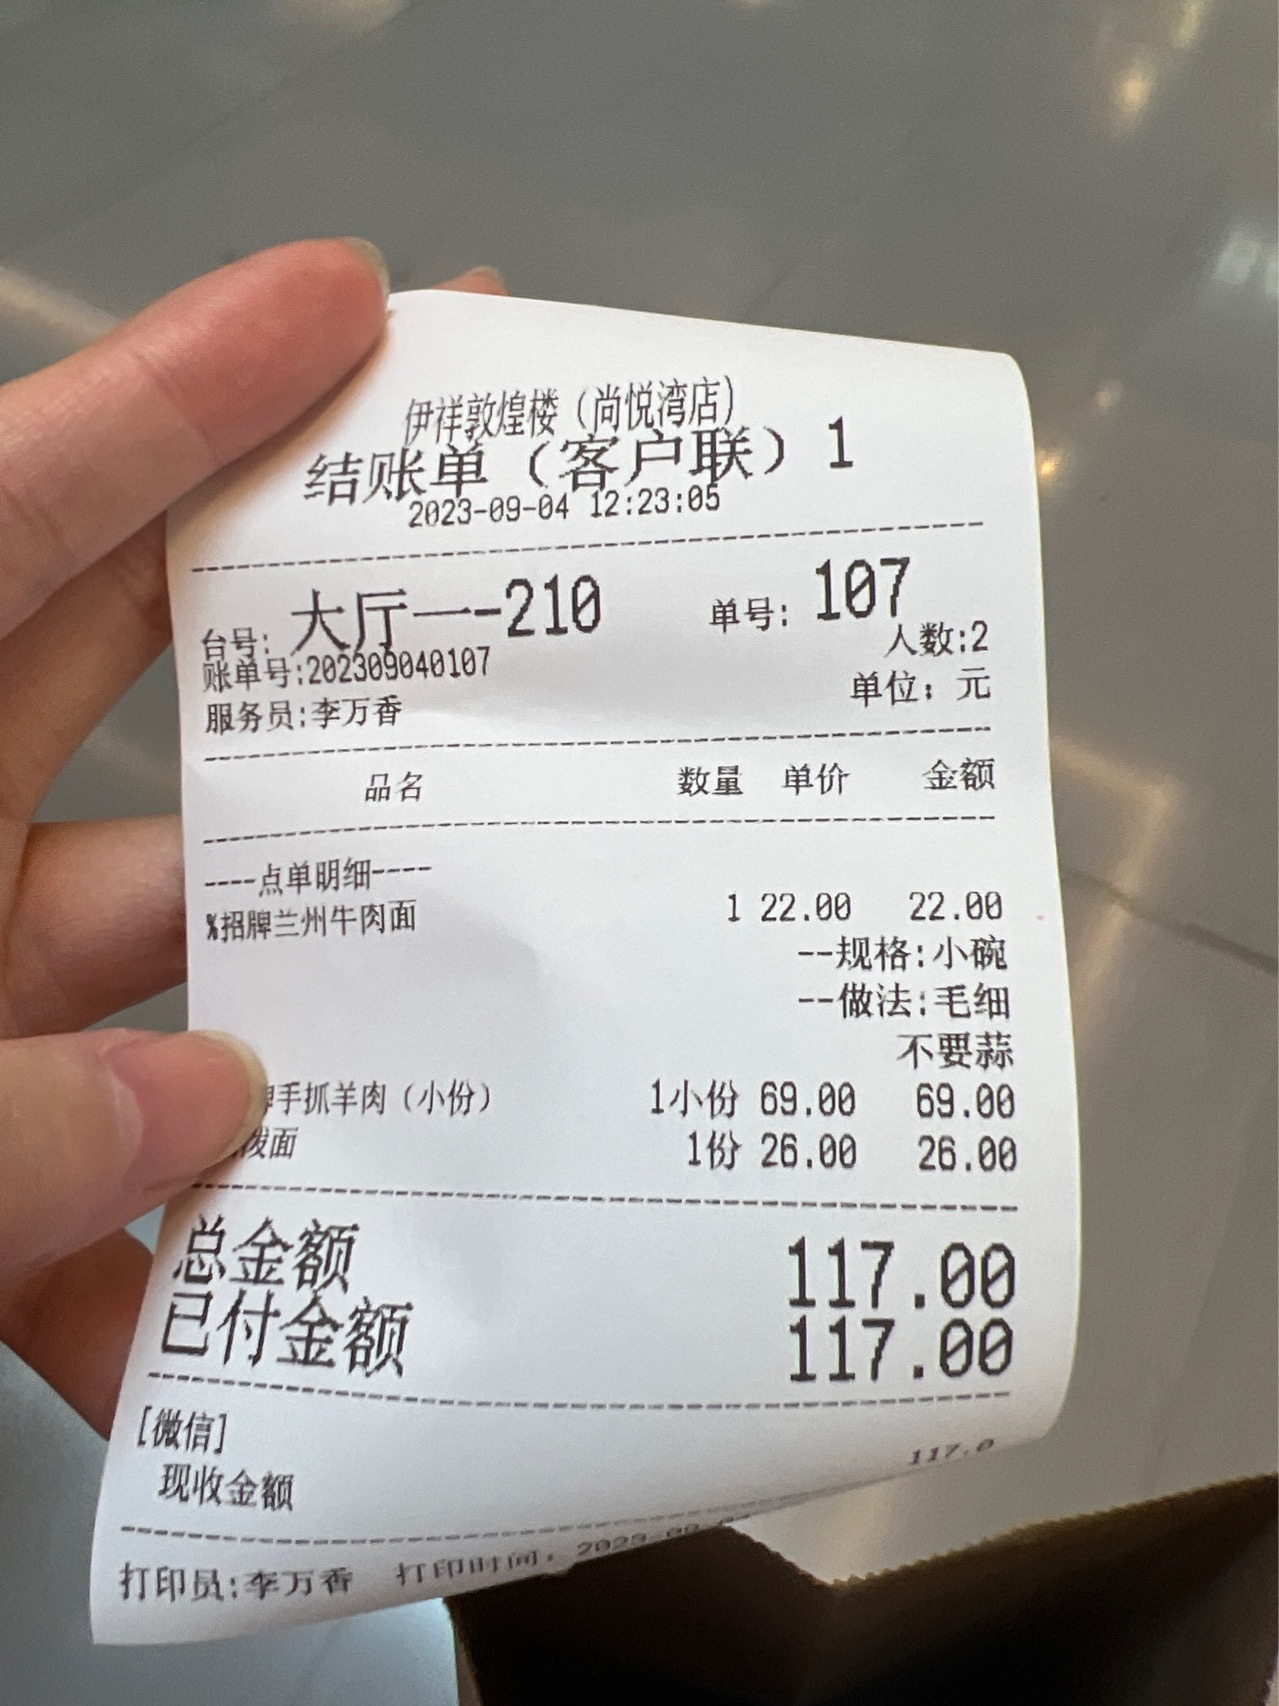 伊祥敦煌楼（尚悦湾店）
结账单（客户联）1
2023-09-04 12:23:05
台号: 大厅一-210 单号: 107
人数:2
账单号:202309040107
单位: 元
服务员:李万香
品名 数量 单价 金额
----点单明细----
%招牌兰州牛肉面 1 22.00 22.00
--规格:小碗
--做法:毛细
不要蒜
牌手抓羊肉（小份） 1小份 69.00 69.00
泼面 1份 26.00 26.00
总金额 117.00
已付金额 117.00
[微信]
现收金额 117.0
打印员:李万香 打印时间: